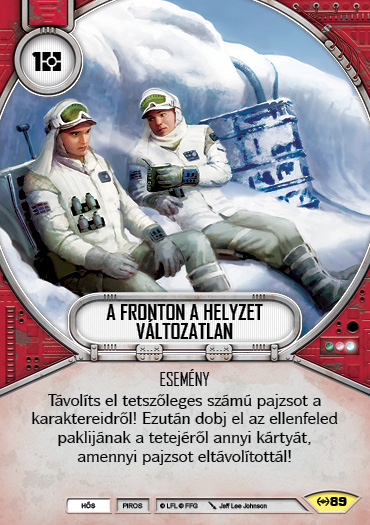 1
A FRONTON A HELYZET
VÁLTOZATLAN
ESEMÉNY
Távolíts el tetszőleges számú pajzsot a
karaktereidről! Ezután dobj el az ellenfeled
paklijának a tetejéről annyi kártyát,
amennyi pajzsot eltávolítottál!
HŐS PIROS © LFL © FFG Jeff Lee Johnson 89